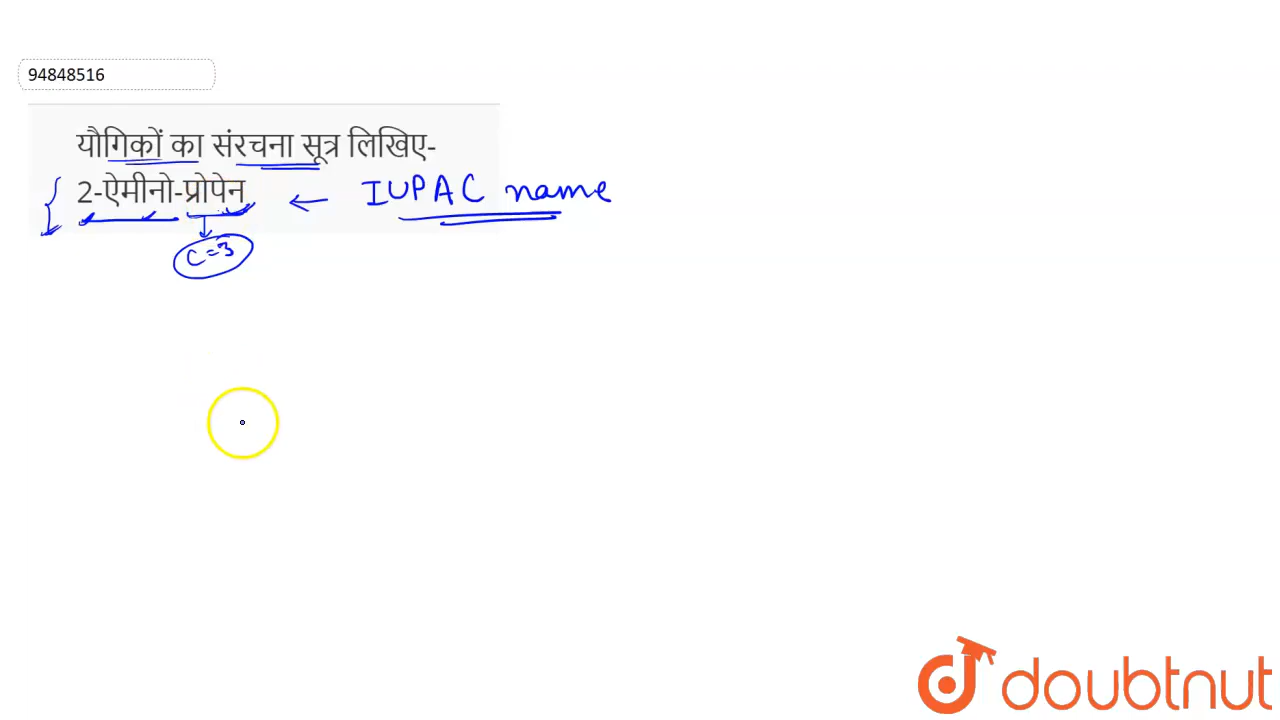 94848516
यौगिकों का संरचना सूत्र लिखिए-
2-ऐमीनो-प्रोपेन ← IUPAC name
C=3
doubtnut